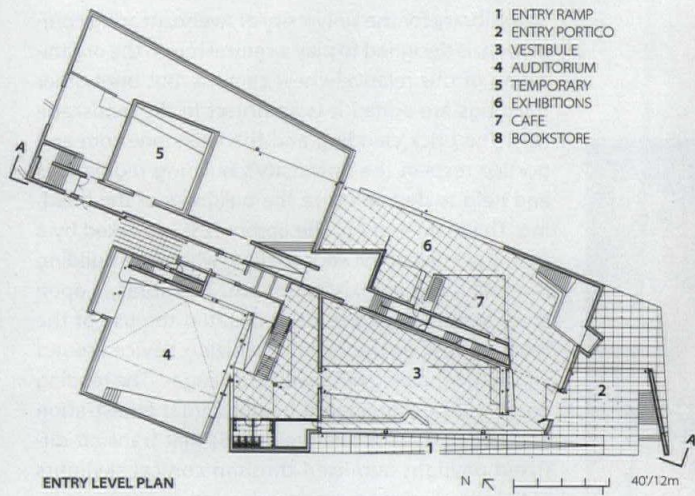 1 ENTRY RAMP
2 ENTRY PORTICO
3 VESTIBULE
4 AUDITORIUM
5 TEMPORARY
6 EXHIBITIONS
7 CAFE
8 BOOKSTORE
A
5
6
7
4
3
2
1
A
ENTRY LEVEL PLAN
N
40'/12m